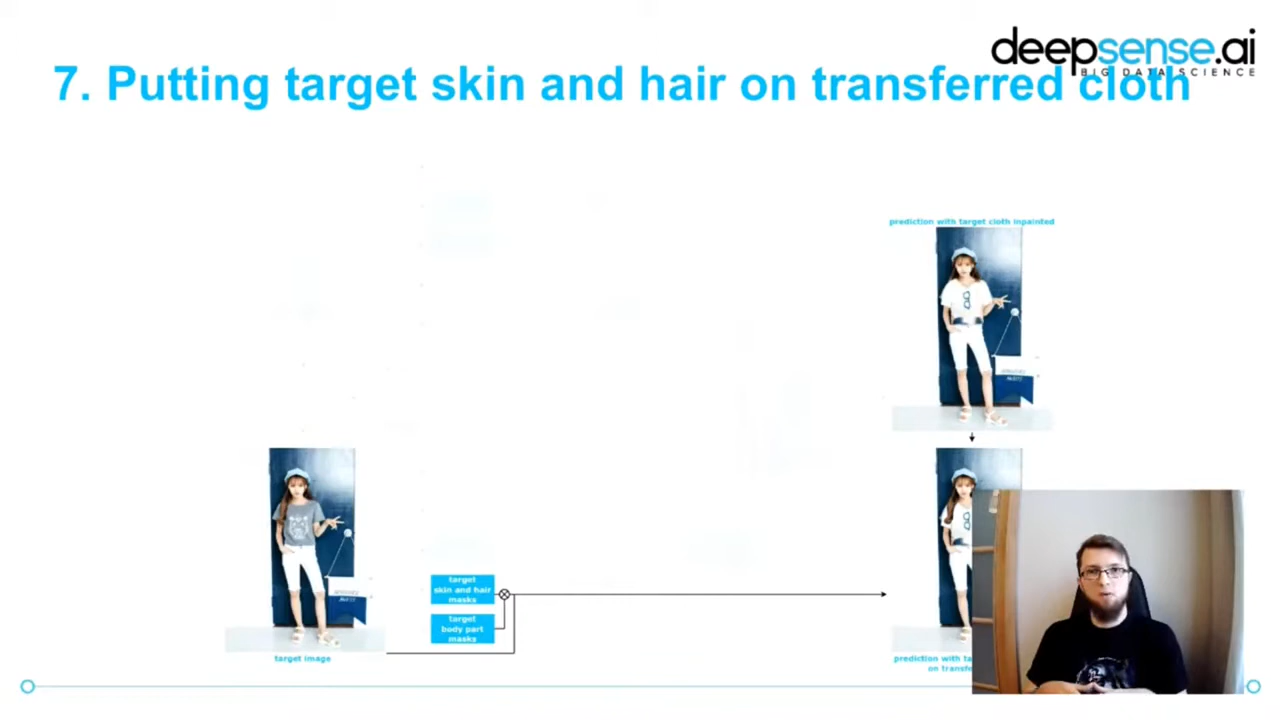 deepsense.ai
BIG DATA SCIENCE
7. Putting target skin and hair on transferred cloth
prediction with target cloth inpainted
target
skin and hair
masks
target
body part
masks
target image
prediction with
on